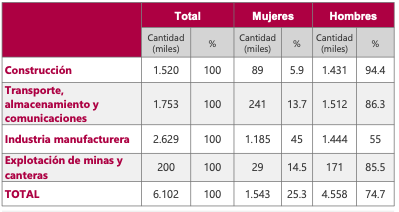 Total Mujeres Hombres
Cantidad (miles) % Cantidad (miles) % Cantidad (miles) %
Construcción 1.520 100 89 5.9 1.431 94.4
Transporte, almacenamiento y comunicaciones 1.753 100 241 13.7 1.512 86.3
Industria manufacturera 2.629 100 1.185 45 1.444 55
Explotación de minas y canteras 200 100 29 14.5 171 85.5
TOTAL 6.102 100 1.543 25.3 4.558 74.7